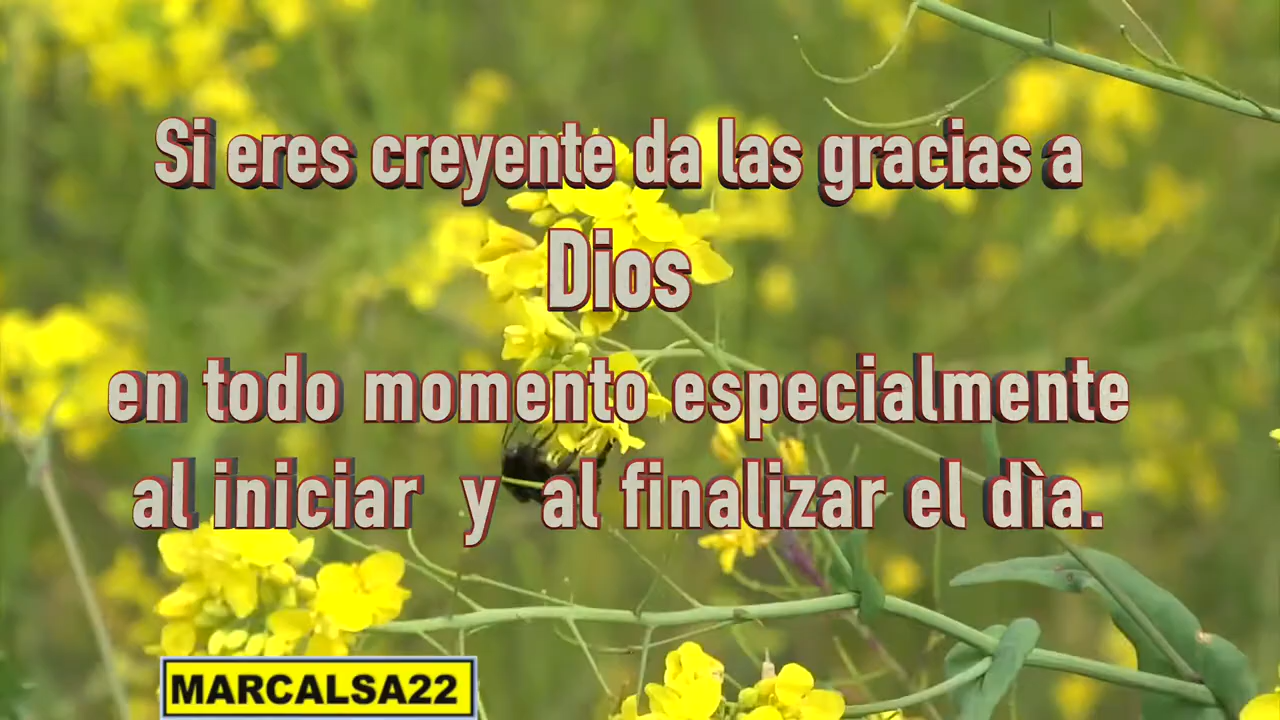 Si eres creyente da las gracias a
Dios
en todo momento especialmente
al iniciar y al finalizar el dìa.
MARCALSA22